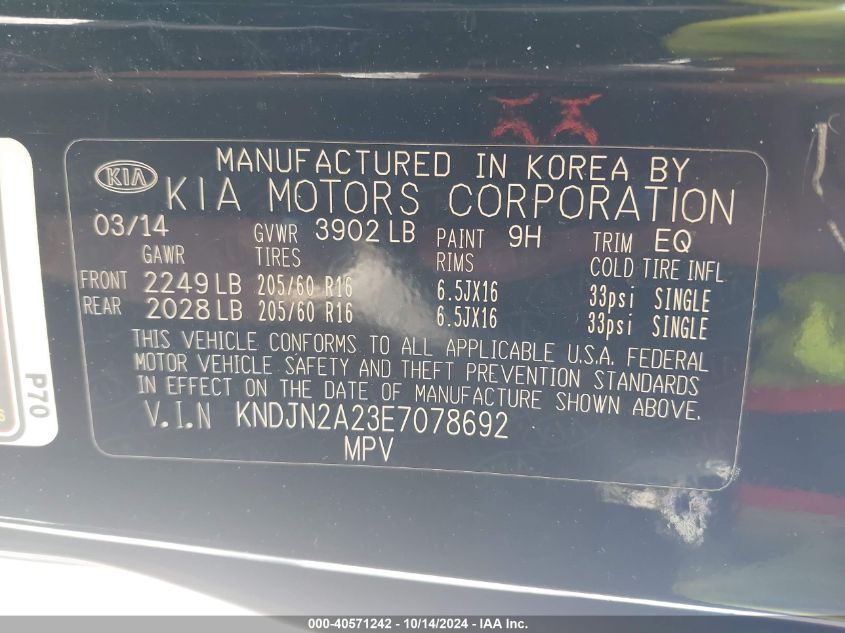 MANUFACTURED IN KOREA BY
KIA KIA MOTORS CORPORATION
03/14 GVWR 3902 LB PAINT 9H TRIM EQ
GAWR TIRES RIMS COLD TIRE INFL
FRONT 2249 LB 205/60 R16 6.5JX16 33psi SINGLE
REAR 2028 LB 205/60 R16 6.5JX16 33psi SINGLE
THIS VEHICLE CONFORMS TO ALL APPLICABLE U.S.A. FEDERAL
MOTOR VEHICLE SAFETY AND THEFT PREVENTION STANDARDS
IN EFFECT ON THE DATE OF MANUFACTURE SHOWN ABOVE.
V.I.N KNDJN2A23E7078692
MPV
P70
000-40571242 - 10/14/2024 - IAA Inc.